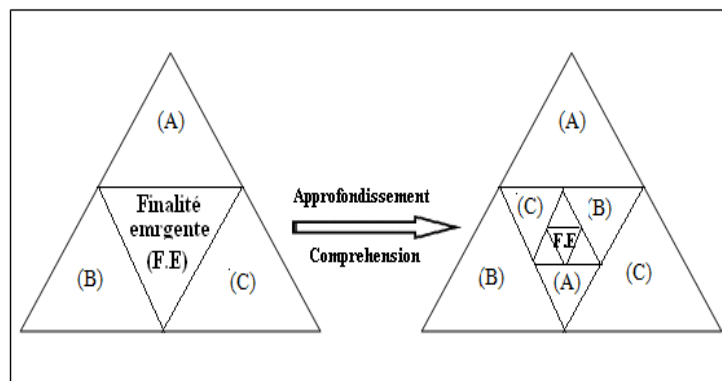 (A)
Finalité
emrgente
(F.E)
(B)
(C)
Approfondissement
Comprehension
(A)
(C)
(B)
F.E
(A)
(B)
(C)